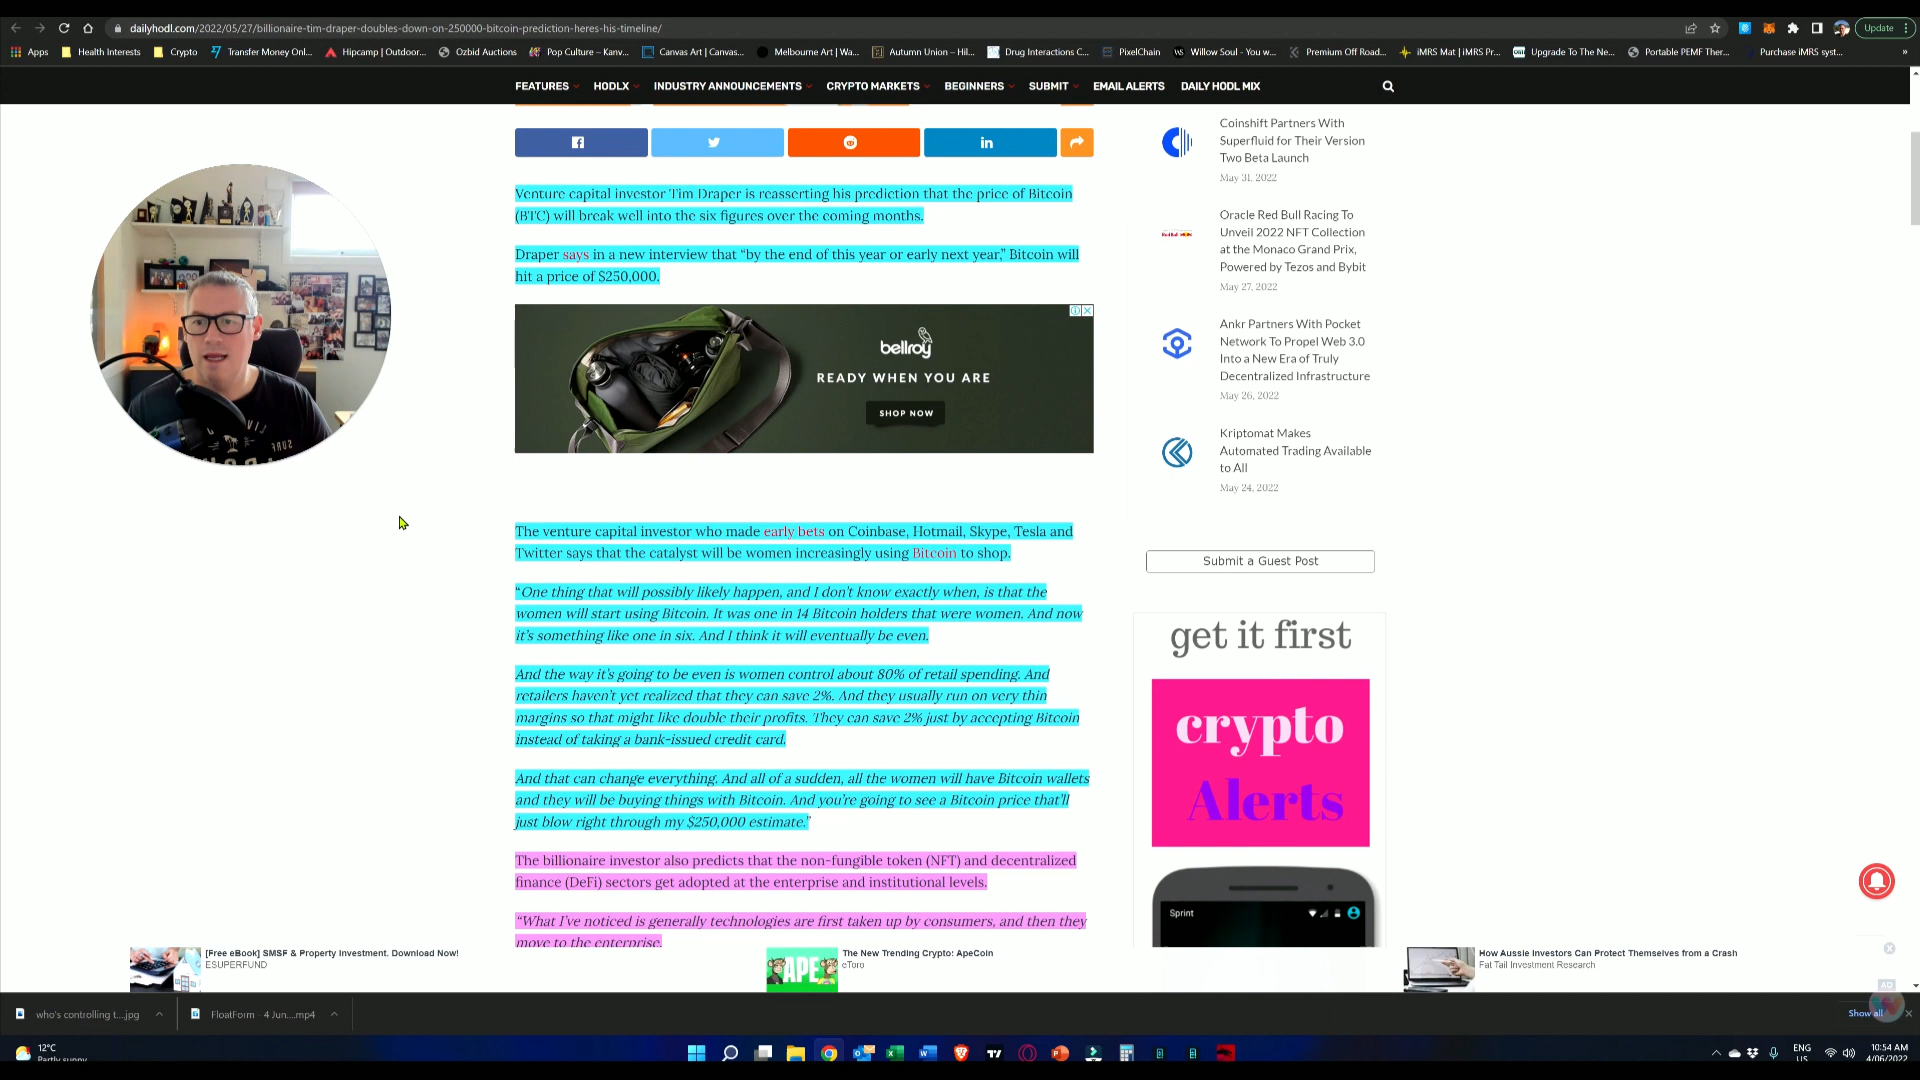 dailyhodl.com/2022/05/27/billionaire-tim-draper-doubles-down-on-250000-bitcoin-prediction-heres-his-timeline/
Update
Apps
Health Interests
Crypto
Transfer Money Onl...
Hipcamp | Outdoor...
Ozbid Auctions
Pop Culture – Kanv...
Canvas Art | Canvas...
Melbourne Art | Wa...
Autumn Union – Hil...
Drug Interactions C...
PixelChain
Willow Soul - You w...
Premium Off Road...
iMRS Mat | iMRS Pr...
Upgrade To The Ne...
Portable PEMF Ther...
Purchase iMRS syst...
»
FEATURES
HODLX
INDUSTRY ANNOUNCEMENTS
CRYPTO MARKETS
BEGINNERS
SUBMIT
EMAIL ALERTS
DAILY HODL MIX
Venture capital investor Tim Draper is reasserting his prediction that the price of Bitcoin
(BTC) will break well into the six figures over the coming months.
Draper says in a new interview that “by the end of this year or early next year,” Bitcoin will
hit a price of $250,000.
bellroy
READY WHEN YOU ARE
SHOP NOW
The venture capital investor who made early bets on Coinbase, Hotmail, Skype, Tesla and
Twitter says that the catalyst will be women increasingly using Bitcoin to shop.
“One thing that will possibly likely happen, and I don’t know exactly when, is that the
women will start using Bitcoin. It was one in 14 Bitcoin holders that were women. And now
it’s something like one in six. And I think it will eventually be even.
And the way it’s going to be even is women control about 80% of retail spending. And
retailers haven’t yet realized that they can save 2%. And they usually run on very thin
margins so that might like double their profits. They can save 2% just by accepting Bitcoin
instead of taking a bank-issued credit card.
And that can change everything. And all of a sudden, all the women will have Bitcoin wallets
and they will be buying things with Bitcoin. And you’re going to see a Bitcoin price that’ll
just blow right through my $250,000 estimate.”
The billionaire investor also predicts that the non-fungible token (NFT) and decentralized
finance (DeFi) sectors get adopted at the enterprise and institutional levels.
“What I’ve noticed is generally technologies are first taken up by consumers, and then they
move to the enterprise.
Coinshift Partners With
Superfluid for Their Version
Two Beta Launch
May 31, 2022
Red Bull
Oracle Red Bull Racing To
Unveil 2022 NFT Collection
at the Monaco Grand Prix,
Powered by Tezos and Bybit
May 27, 2022
Ankr Partners With Pocket
Network To Propel Web 3.0
Into a New Era of Truly
Decentralized Infrastructure
May 26, 2022
Kriptomat Makes
Automated Trading Available
to All
May 24, 2022
Submit a Guest Post
get it first
crypto
Alerts
Sprint
[Free eBook] SMSF & Property Investment. Download Now!
ESUPERFUND
APE
The New Trending Crypto: ApeCoin
eToro
How Aussie Investors Can Protect Themselves from a Crash
Fat Tail Investment Research
AD
who's controlling t....jpg
FloatForm - 4 Jun....mp4
Show all
12°C
Partly sunny
ENG
US
10:54 AM
4/06/2022